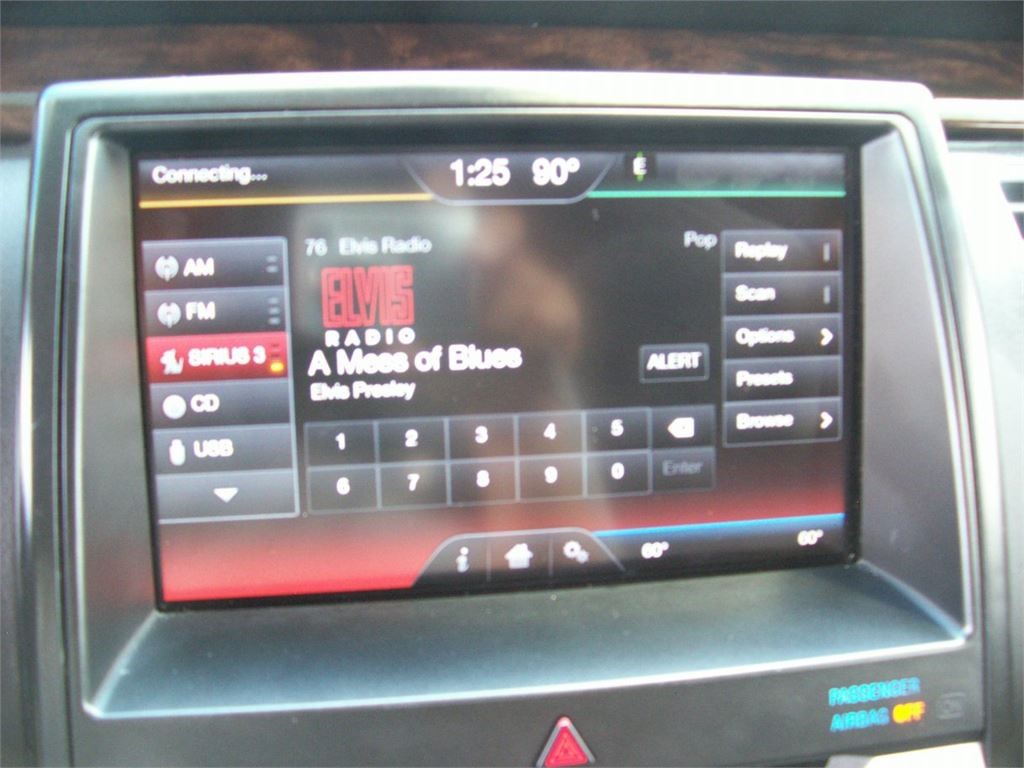 Connecting...
1:25 90° E
76 Elvis Radio
Pop
AM
FM
SIRIUS 3
CD
USB
ELVIS
RADIO
A Mess of Blues
Elvis Presley
ALERT
1 2 3 4 5
6 7 8 9 0 Enter
Replay
Scan
Options
Presets
Browse
i
60° 60°
PASSENGER
AIRBAG OFF